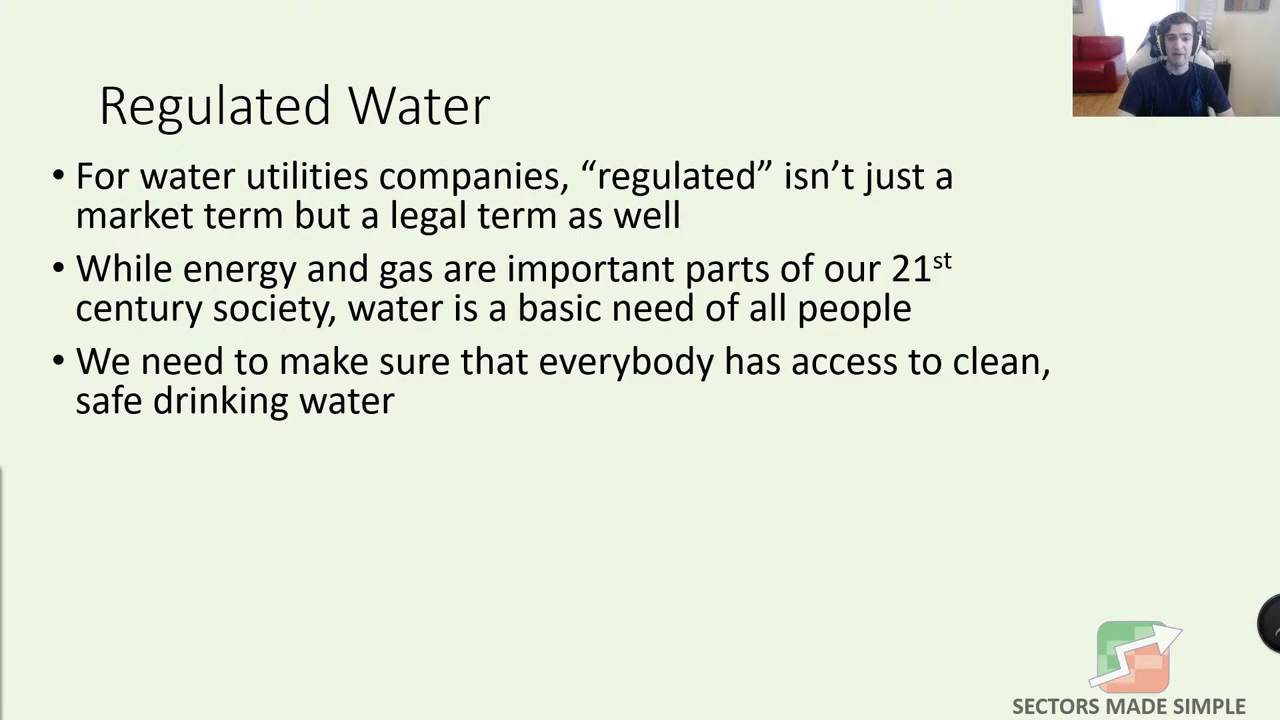 Regulated Water
• For water utilities companies, “regulated” isn’t just a
market term but a legal term as well
• While energy and gas are important parts of our 21st
century society, water is a basic need of all people
• We need to make sure that everybody has access to clean,
safe drinking water
SECTORS MADE SIMPLE